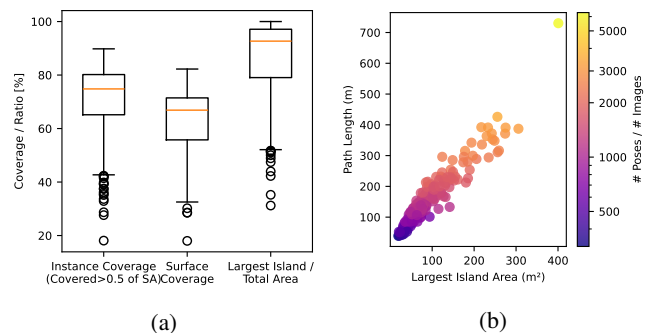 100
80
60
40
20
Coverage / Ratio [%]
Instance Coverage
(Covered>0.5 of SA)
Surface
Coverage
Largest Island /
Total Area
(a)
700
600
500
400
300
200
100
Path Length (m)
100
200
300
400
Largest Island Area (m²)
5000
1000
500
# Poses / # Images
(b)